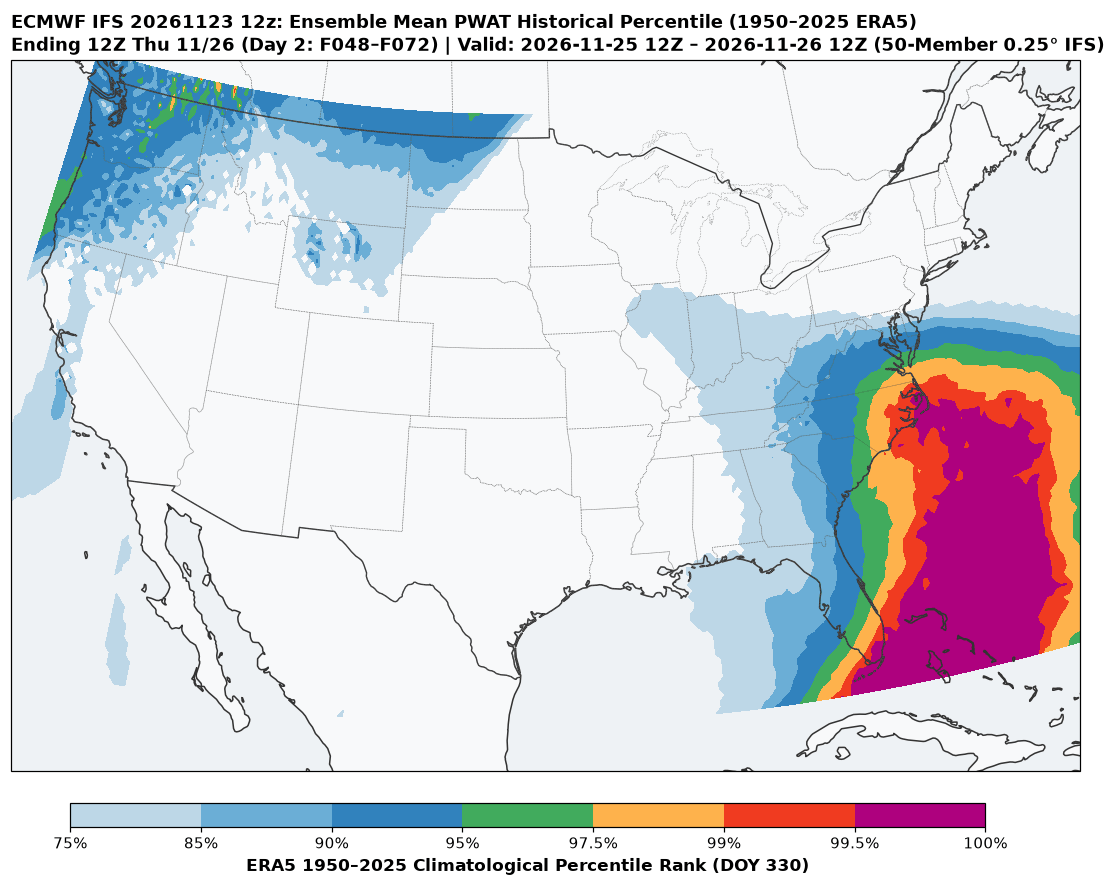 ECMWF IFS 20261123 12z: Ensemble Mean PWAT Historical Percentile (1950–2025 ERA5)
Ending 12Z Thu 11/26 (Day 2: F048–F072) | Valid: 2026-11-25 12Z – 2026-11-26 12Z (50-Member 0.25° IFS)
75% 85% 90% 95% 97.5% 99% 99.5% 100%
ERA5 1950–2025 Climatological Percentile Rank (DOY 330)